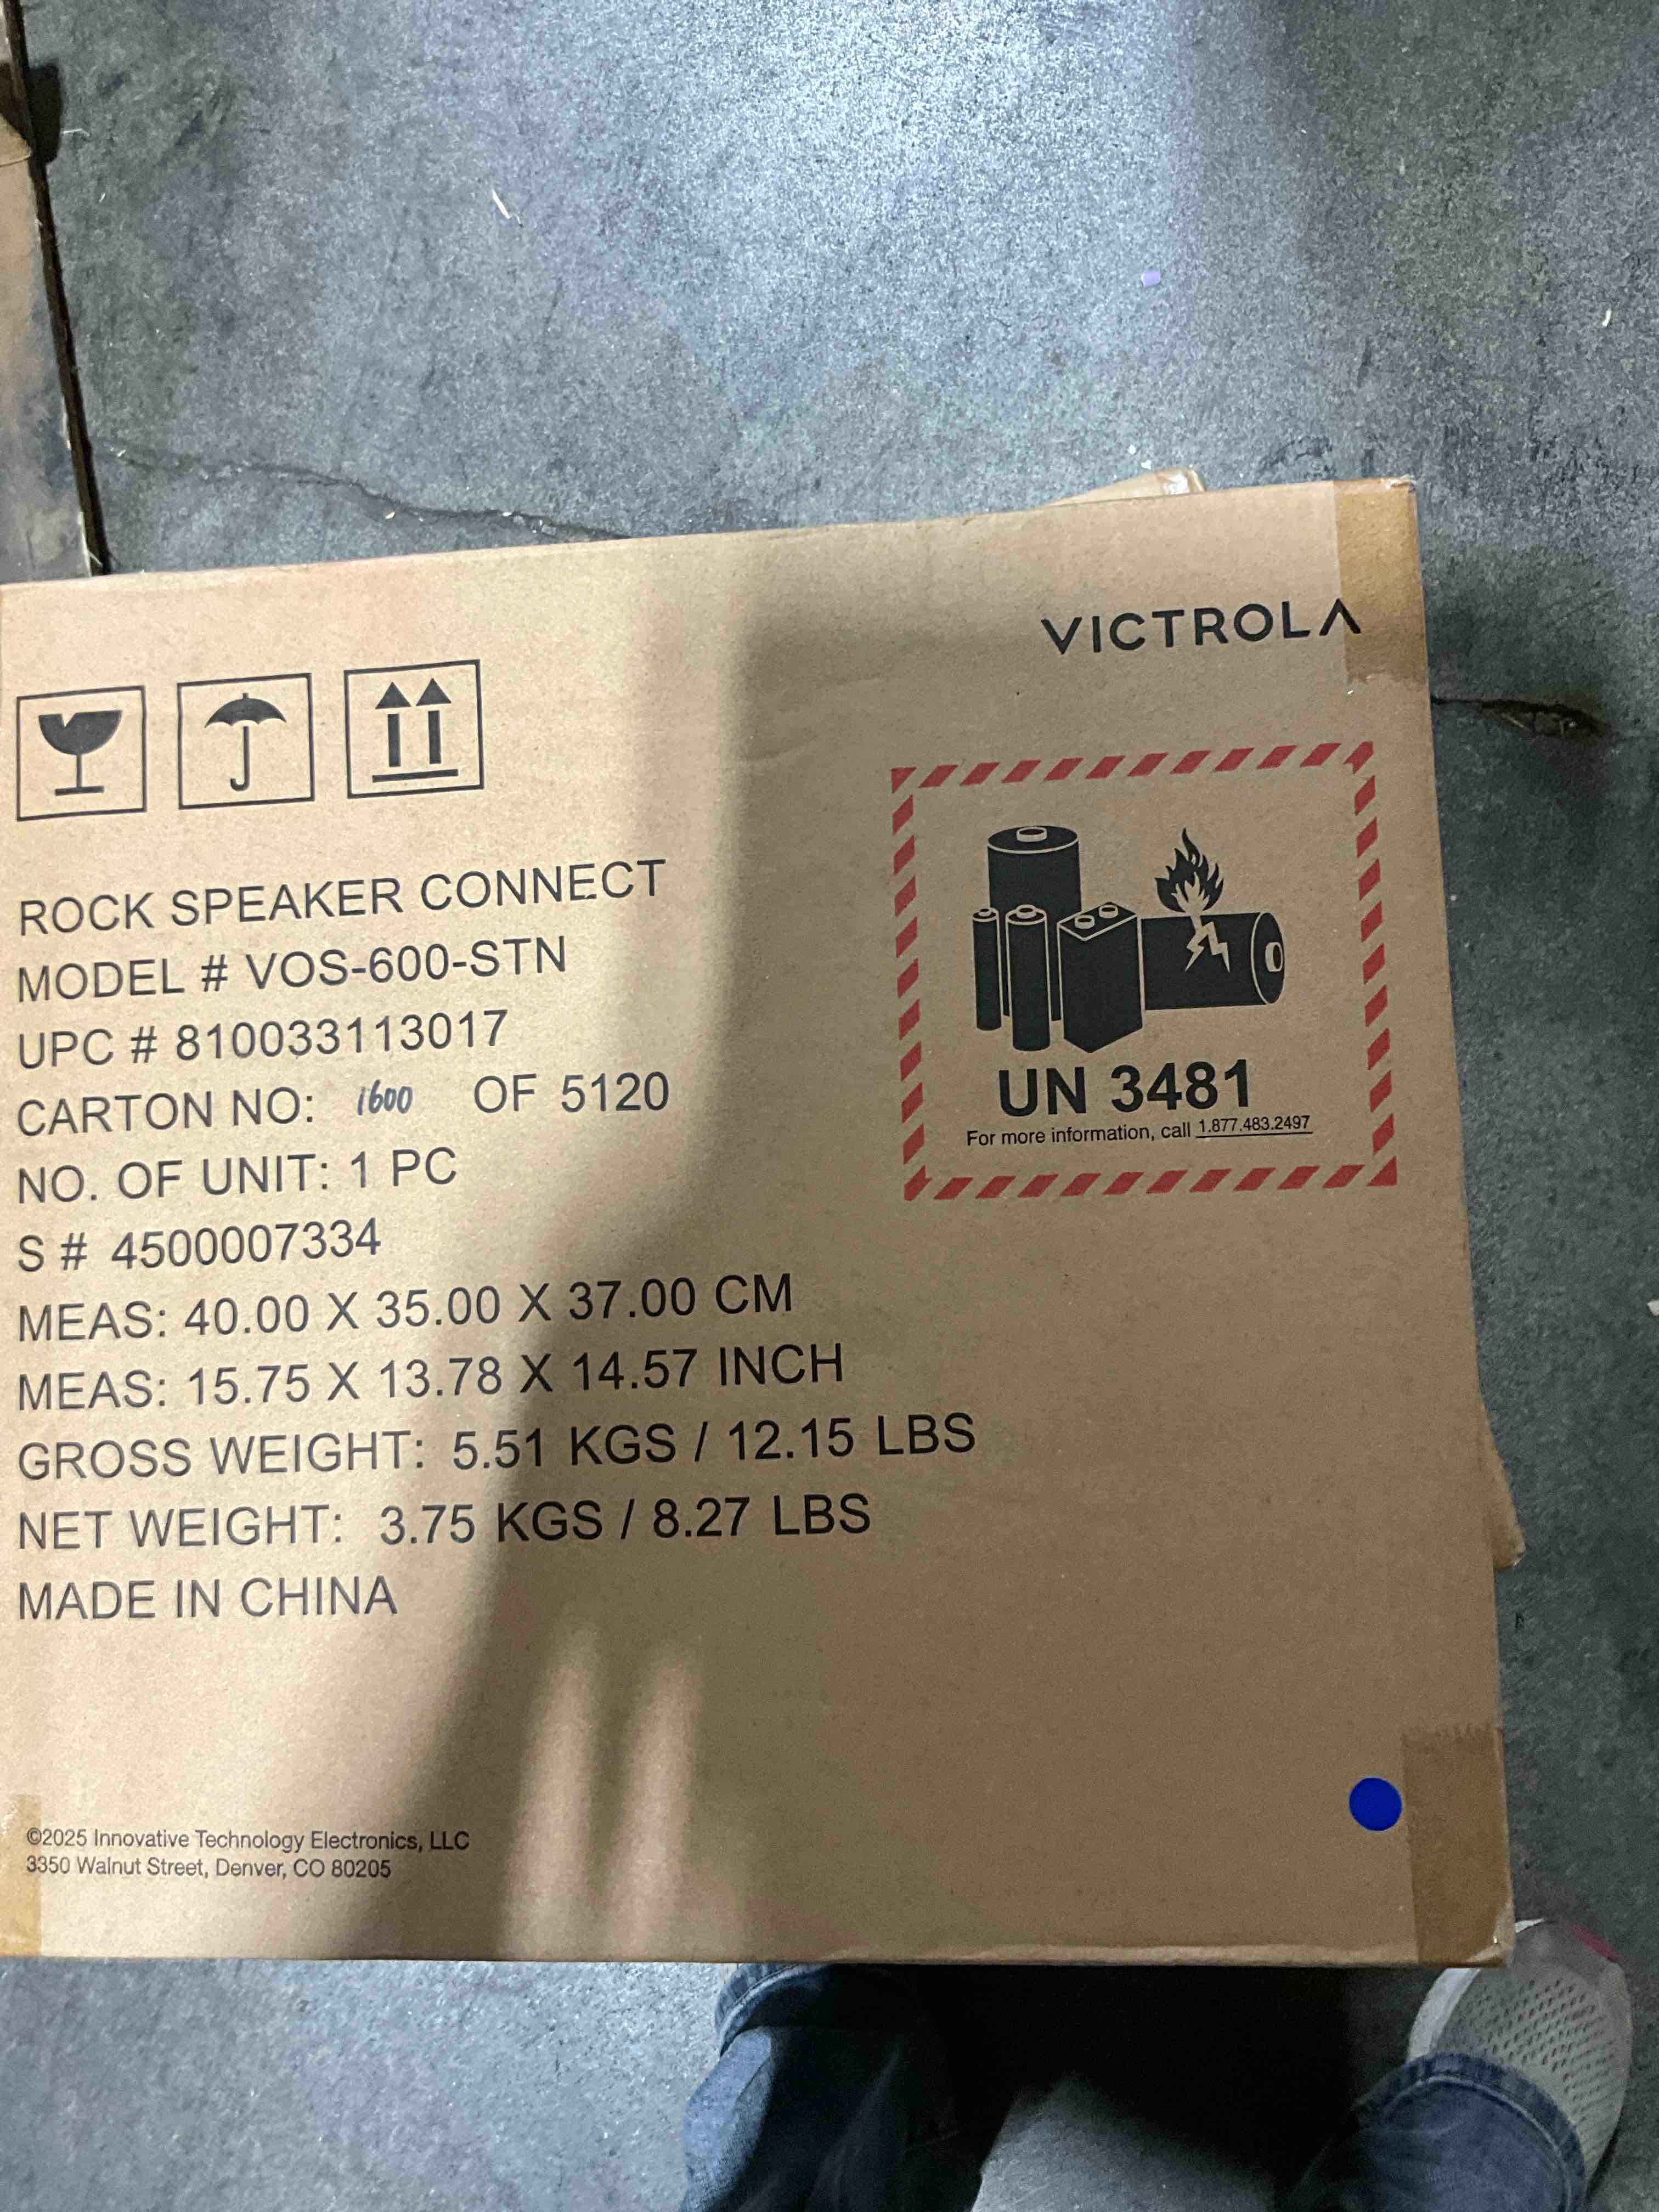 VICTROLA
ROCK SPEAKER CONNECT
MODEL # VOS-600-STN
UPC # 810033113017
CARTON NO: 1600 OF 5120
NO. OF UNIT: 1 PC
S # 4500007334
MEAS: 40.00 X 35.00 X 37.00 CM
MEAS: 15.75 X 13.78 X 14.57 INCH
GROSS WEIGHT: 5.51 KGS / 12.15 LBS
NET WEIGHT: 3.75 KGS / 8.27 LBS
MADE IN CHINA
UN 3481
For more information, call 1.877.483.2497
©2025 Innovative Technology Electronics, LLC
3350 Walnut Street, Denver, CO 80205